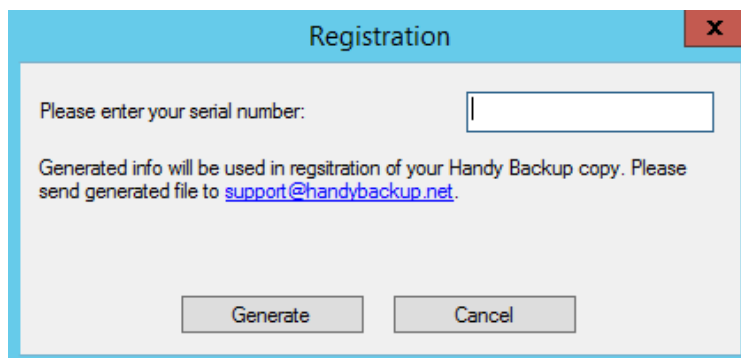 Registration
x
Please enter your serial number:
Generated info will be used in regsitration of your Handy Backup copy. Please
send generated file to support@handybackup.net.
Generate Cancel